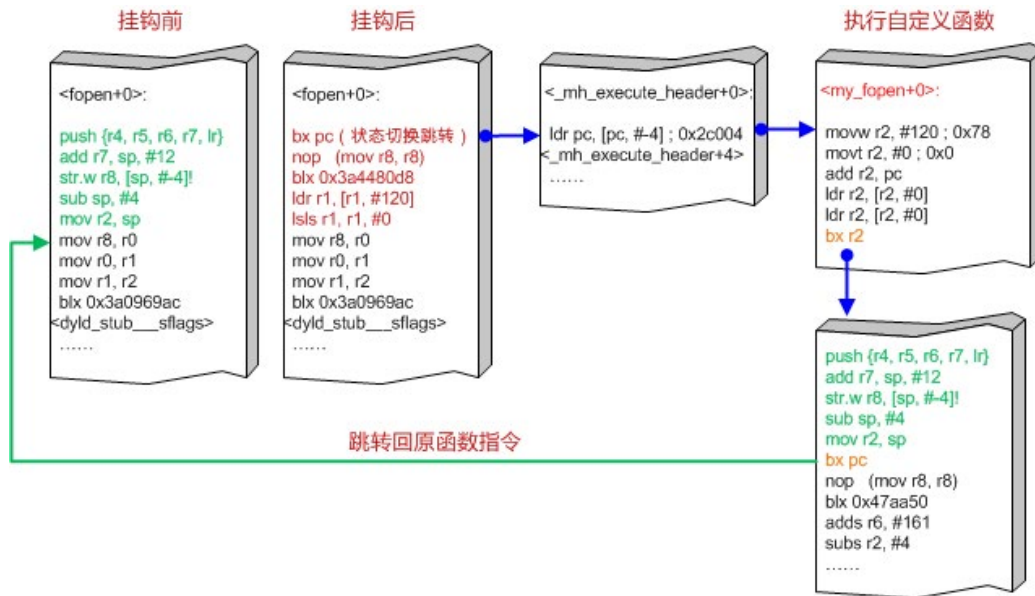 挂钩前
<fopen+0>:
push {r4, r5, r6, r7, lr}
add r7, sp, #12
str.w r8, [sp, #-4]!
sub sp, #4
mov r2, sp
mov r8, r0
mov r0, r1
mov r1, r2
blx 0x3a0969ac
<dyld_stub___sflags>
……
挂钩后
<fopen+0>:
bx pc ( 状态切换跳转 )
nop (mov r8, r8)
blx 0x3a4480d8
ldr r1, [r1, #120]
lsls r1, r1, #0
mov r8, r0
mov r0, r1
mov r1, r2
blx 0x3a0969ac
<dyld_stub___sflags>
……
<_mh_execute_header+0>:
ldr pc, [pc, #-4] ; 0x2c004
<_mh_execute_header+4>
……
执行自定义函数
<my_fopen+0>:
movw r2, #120 ; 0x78
movt r2, #0 ; 0x0
add r2, pc
ldr r2, [r2, #0]
ldr r2, [r2, #0]
bx r2
push {r4, r5, r6, r7, lr}
add r7, sp, #12
str.w r8, [sp, #-4]!
sub sp, #4
mov r2, sp
bx pc
nop (mov r8, r8)
blx 0x47aa50
adds r6, #161
subs r2, #4
……
跳转回原函数指令